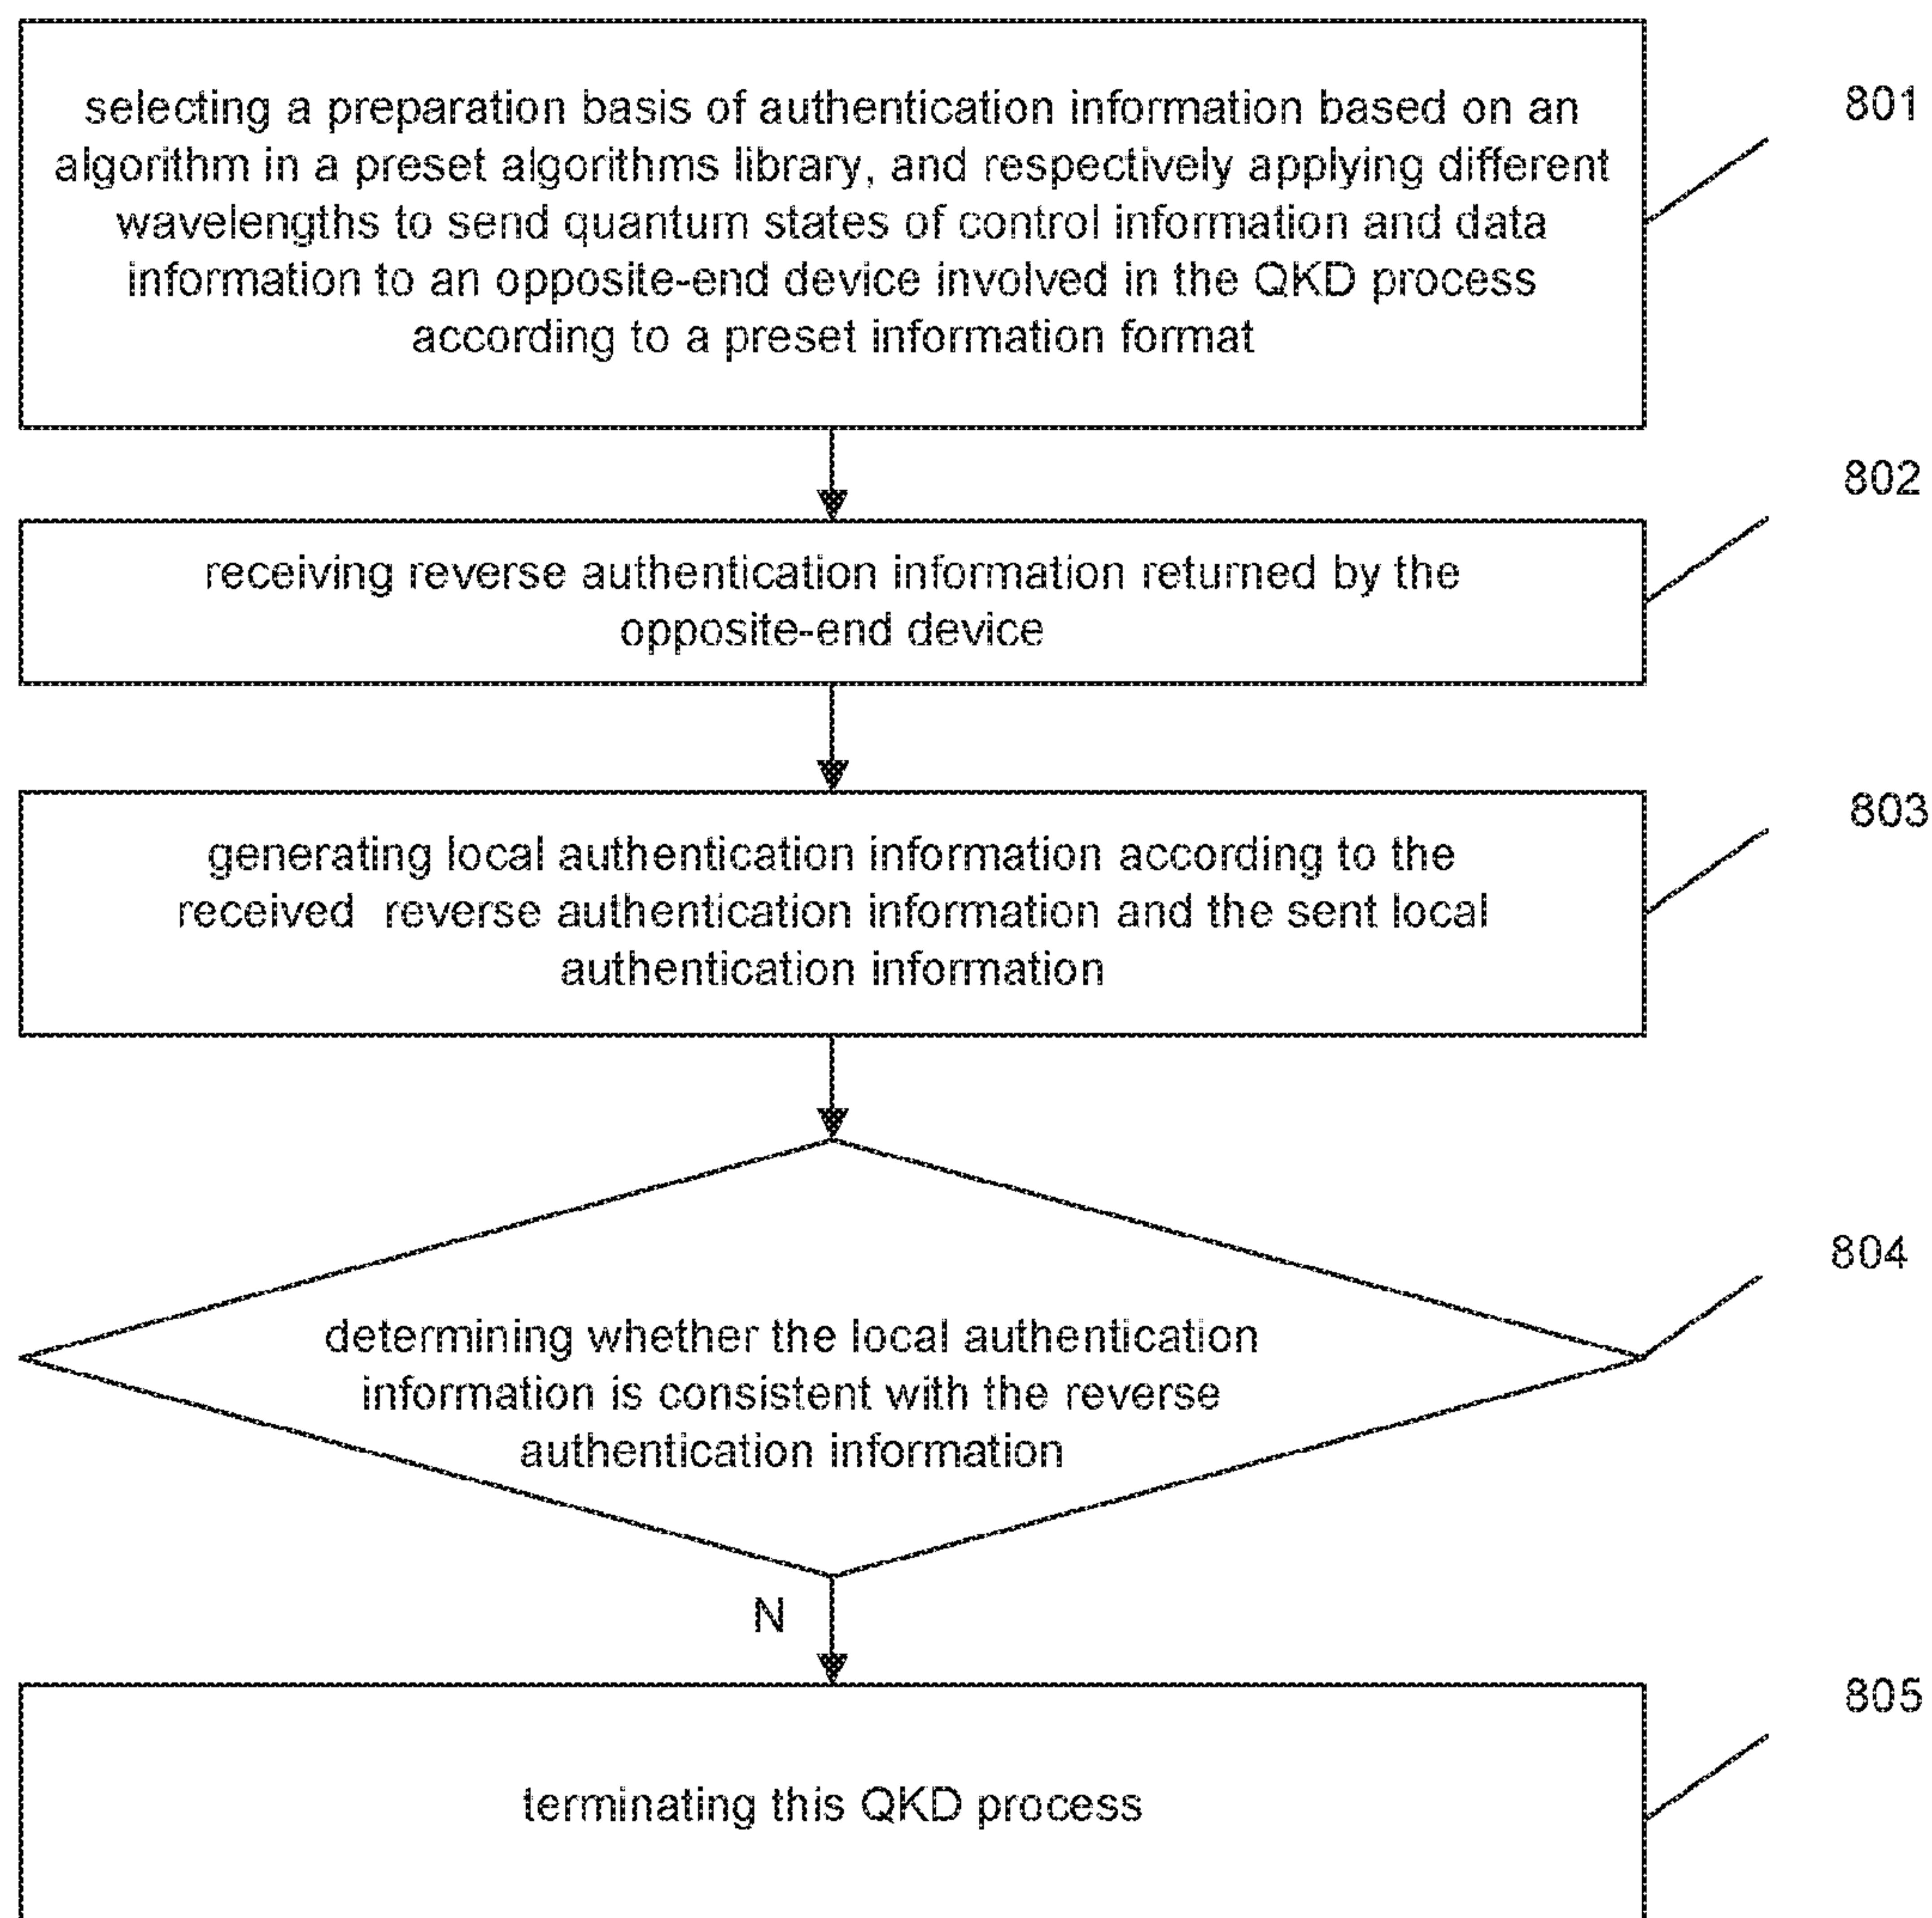 selecting a preparation basis of authentication information based on an
801
algorithm in a preset algorithms library, and respectively applying different
wavelengths to send quantum states of control information and data
information to an opposite-end device involved in the QKD process
according to a preset information format
802
receiving reverse authentication information returned by the
opposite-end device
803
generating local authentication information according to the
received reverse authentication information and the sent local
authentication information
804
determining whether the local authentication
information is consistent with the reverse
authentication information
N
805
terminating this QKD process